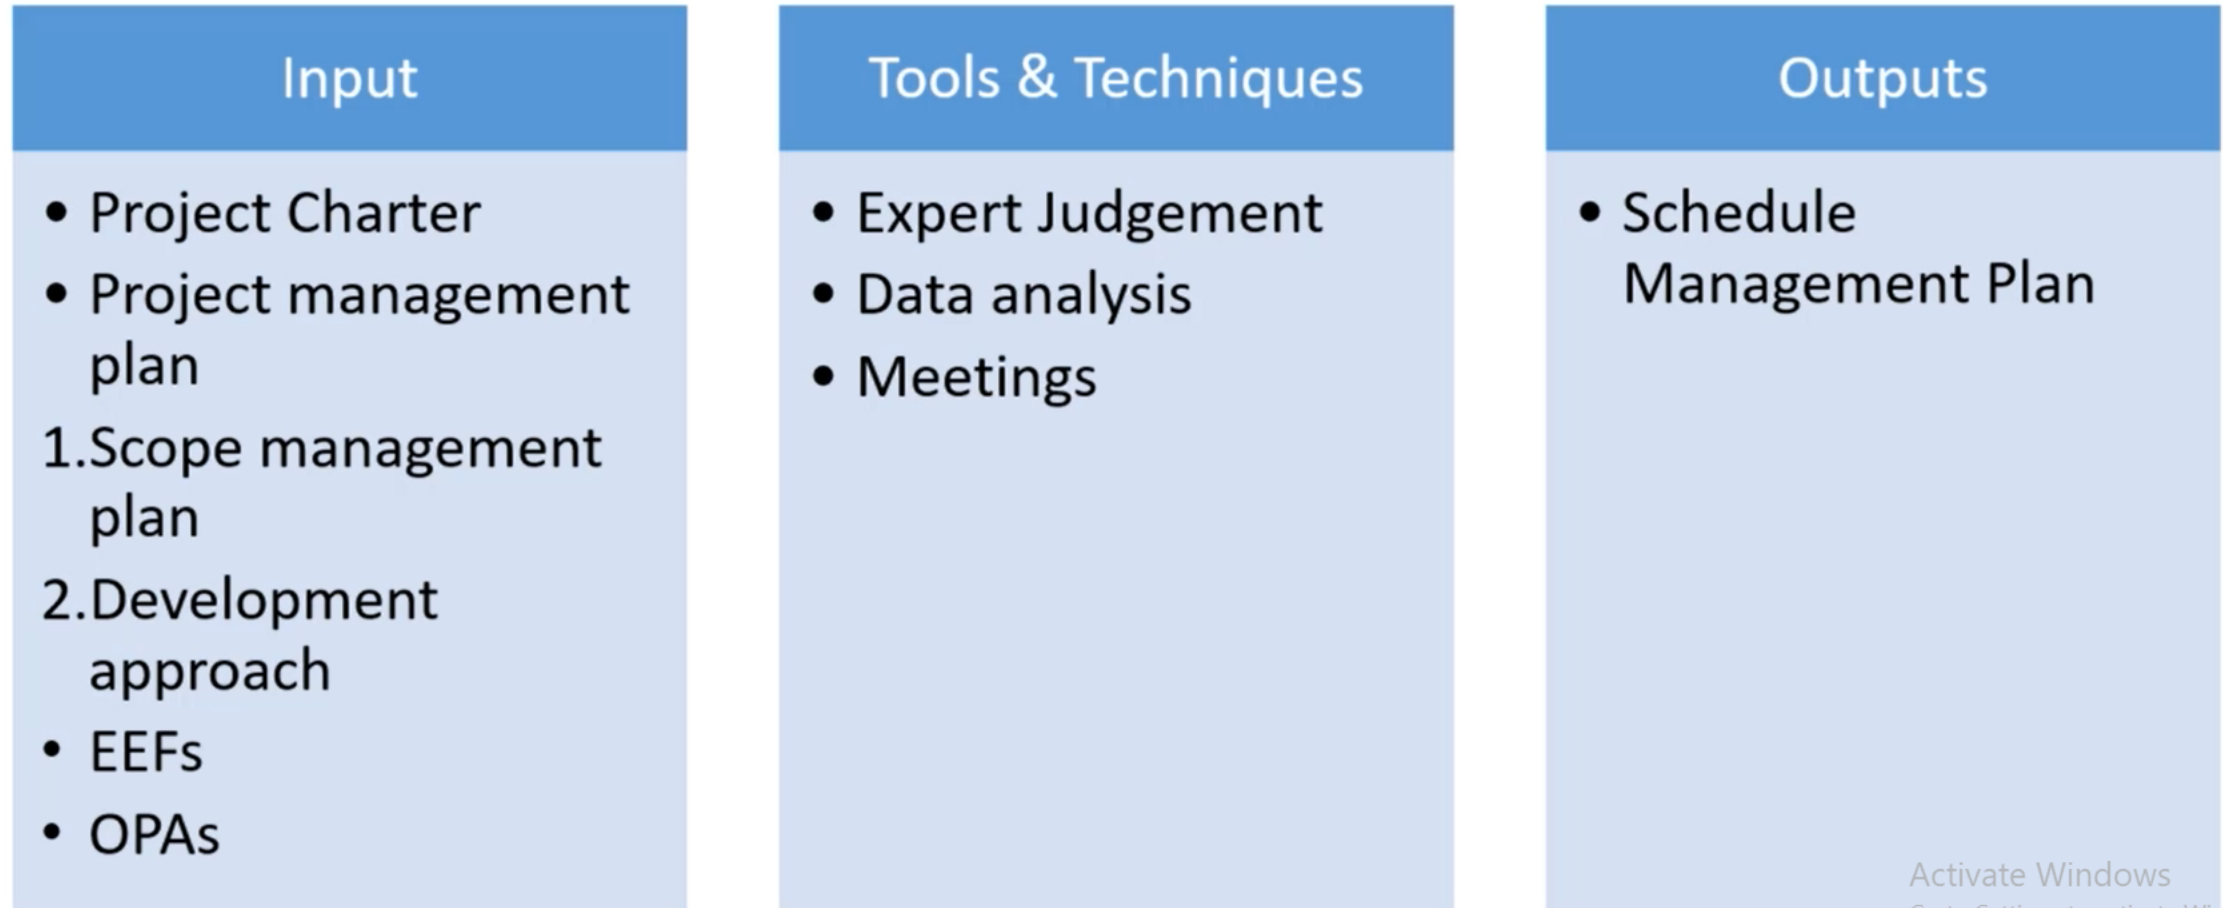 Input
• Project Charter
• Project management
plan
1.Scope management
plan
2.Development
approach
• EEFs
• OPAs
Tools & Techniques
• Expert Judgement
• Data analysis
• Meetings
Outputs
• Schedule
Management Plan
Activate Windows